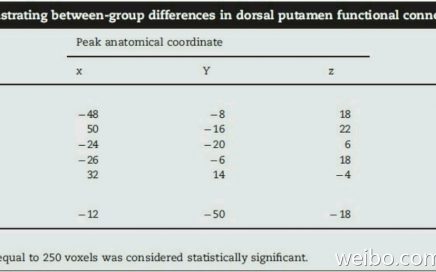 strating between-group differences in dorsal putamen functional conne
Peak anatomical coordinate
x Y z
−48 −8 18
50 −16 22
−24 −20 6
−26 −6 18
32 14 −4
−12 −50 −18
equal to 250 voxels was considered statistically significant.
weibo.com